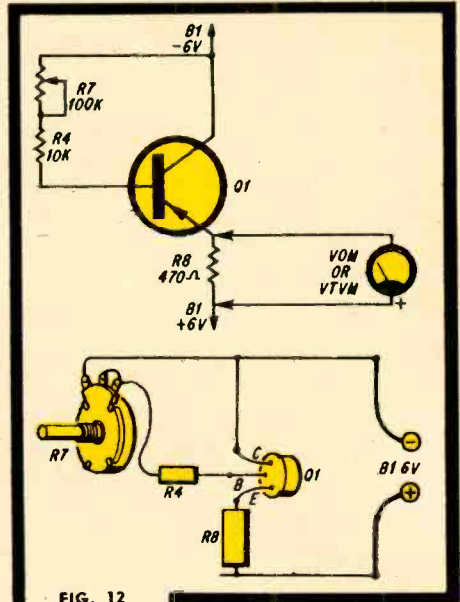 B1
-6V
R7
100K
R4
10K
Q1
R8
470Ω
VOM
OR
VTVM
+
B1
+6V
R7
R4
C
B
E
Q1
R8
-
B1 6V
+
FIG. 12